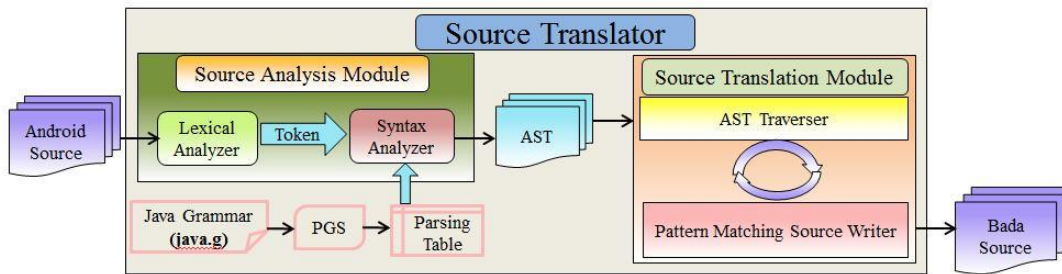 Source Translator
Source Analysis Module
Source Translation Module
Android
Source
Lexical
Analyzer
Token
Syntax
Analyzer
AST
AST Traverser
Java Grammar
(java.g)
PGS
Parsing
Table
Pattern Matching Source Writer
Bada
Source